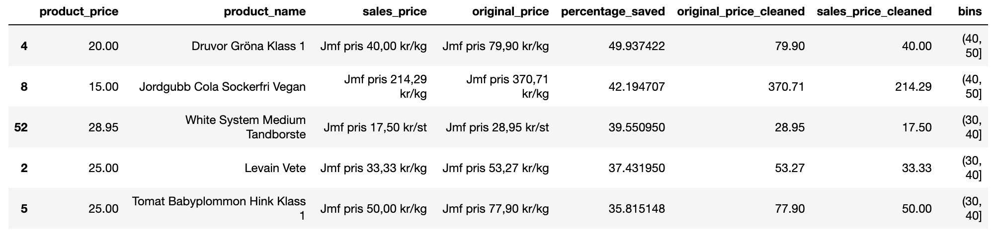 product_price product_name sales_price original_price percentage_saved original_price_cleaned sales_price_cleaned bins
4 20.00 Druvor Gröna Klass 1 Jmf pris 40,00 kr/kg Jmf pris 79,90 kr/kg 49.937422 79.90 40.00 (40,
50]
8 15.00 Jordgubb Cola Sockerfri Vegan Jmf pris 214,29 Jmf pris 370,71 42.194707 370.71 214.29 (40,
kr/kg kr/kg 50]
52 28.95 White System Medium Jmf pris 17,50 kr/st Jmf pris 28,95 kr/st 39.550950 28.95 17.50 (30,
Tandborste 40]
2 25.00 Levain Vete Jmf pris 33,33 kr/kg Jmf pris 53,27 kr/kg 37.431950 53.27 33.33 (30,
40]
5 25.00 Tomat Babyplommon Hink Klass Jmf pris 50,00 kr/kg Jmf pris 77,90 kr/kg 35.815148 77.90 50.00 (30,
1 40]